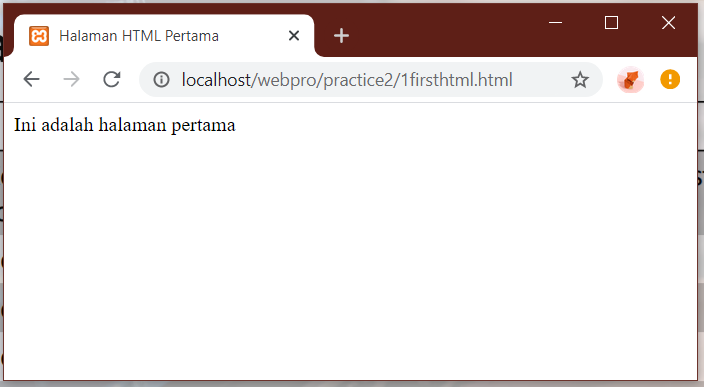 Halaman HTML Pertama
localhost/webpro/practice2/1firsthtml.html
Ini adalah halaman pertama